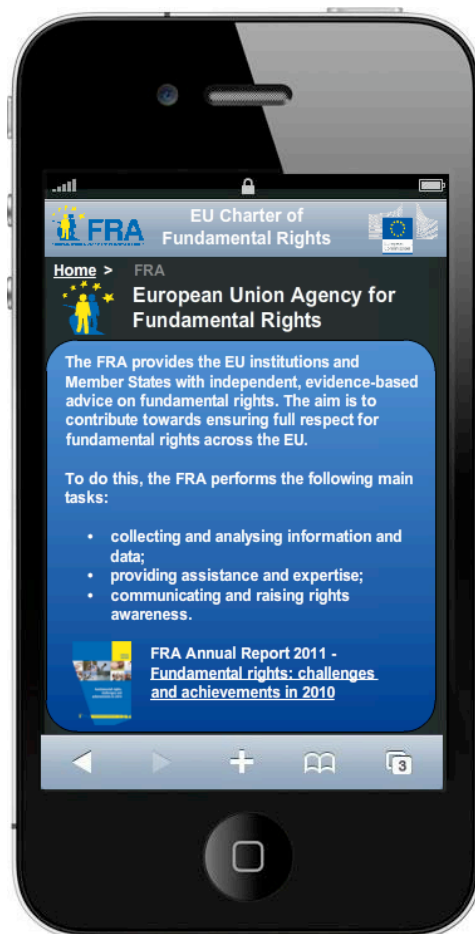 FRA
EU Charter of
Fundamental Rights
Home > FRA
European Union Agency for
Fundamental Rights
The FRA provides the EU institutions and
Member States with independent, evidence-based
advice on fundamental rights. The aim is to
contribute towards ensuring full respect for
fundamental rights across the EU.
To do this, the FRA performs the following main
tasks:
• collecting and analysing information and
data;
• providing assistance and expertise;
• communicating and raising rights
awareness.
FRA Annual Report 2011 -
Fundamental rights: challenges
and achievements in 2010
3